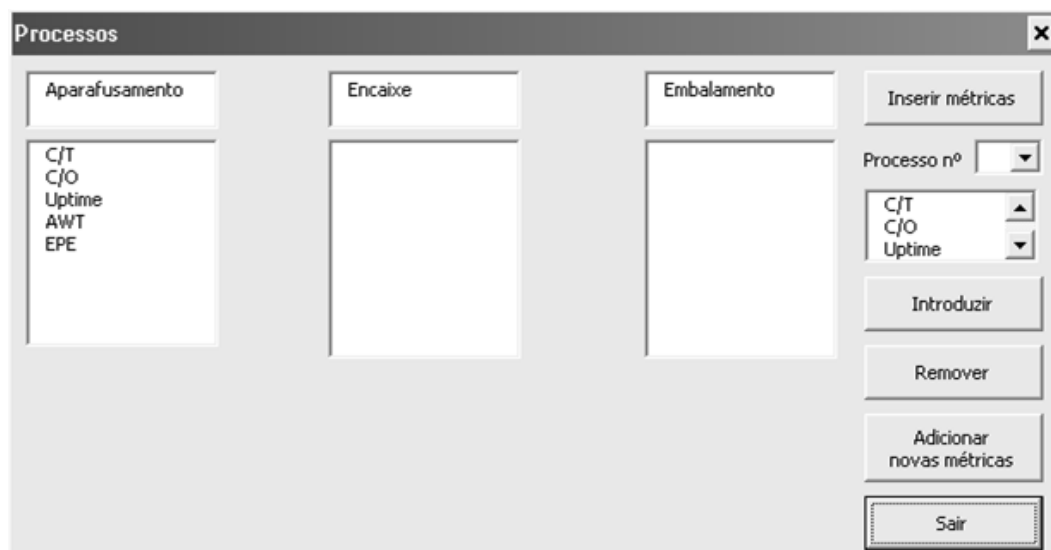 Processos
Aparafusamento
Encaixe
Embalamento
Inserir métricas
C/T
C/O
Uptime
AWT
EPE
Processo nº
C/T
C/O
Uptime
Introduzir
Remover
Adicionar
novas métricas
Sair